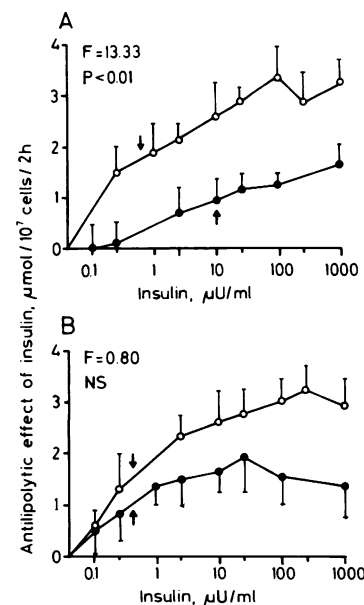 A
F=13.33
P<0.01
4
3
2
1
0
0.1 1 10 100 1000
Insulin, µU/ml
B
F=0.80
NS
4
3
2
1
0
0.1 1 10 100 1000
Insulin, µU/ml
Antilipolytic effect of insulin, µmol/10⁷ cells/2h